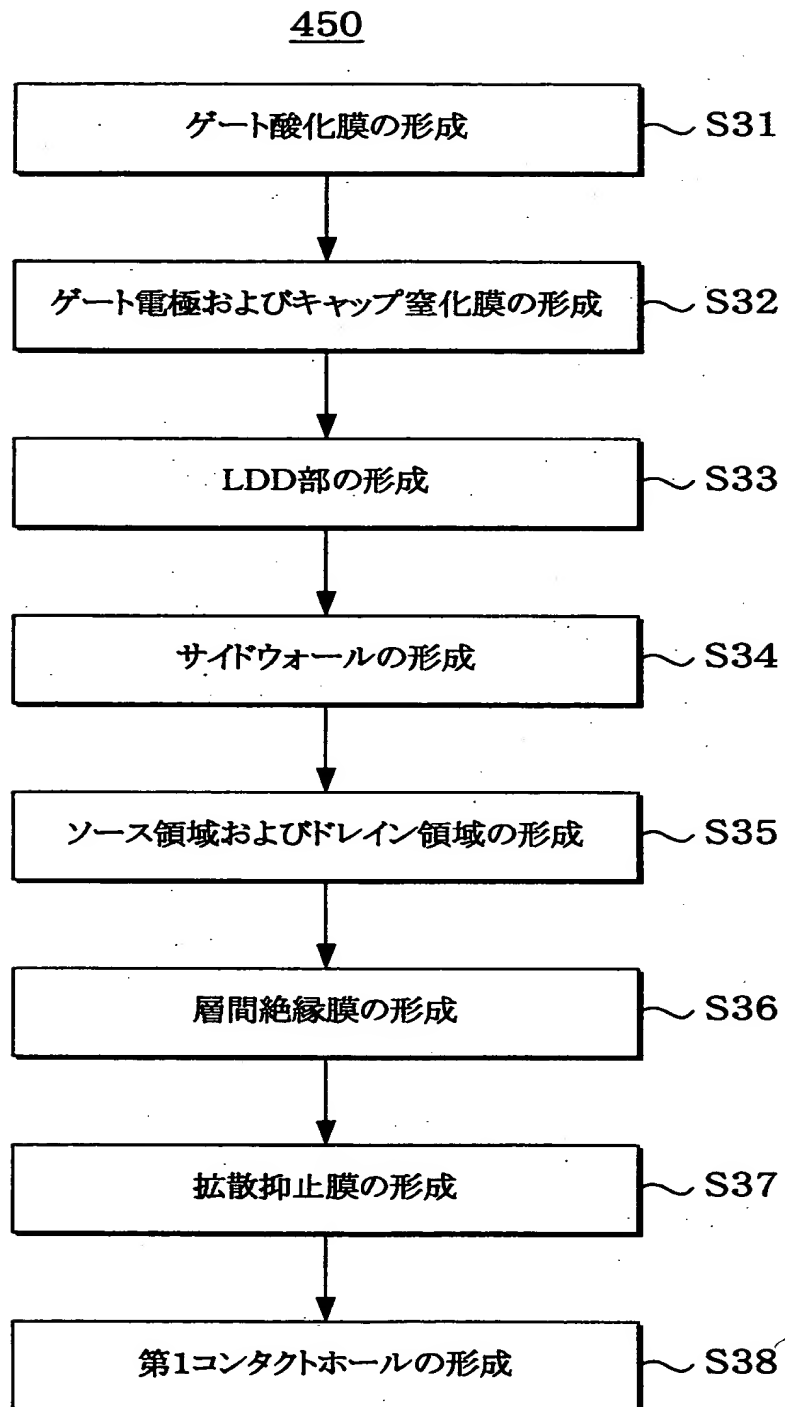 450
ゲート酸化膜の形成 S31
ゲート電極およびキャップ窒化膜の形成 S32
LDD部の形成 S33
サイドウォールの形成 S34
ソース領域およびドレイン領域の形成 S35
層間絶縁膜の形成 S36
拡散抑止膜の形成 S37
第1コンタクトホールの形成 S38